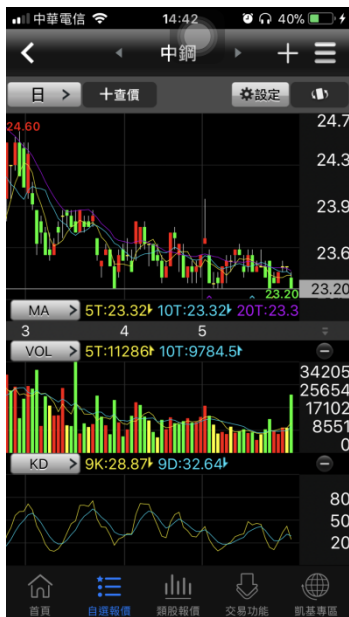 中華電信 14:42 40%
中鋼
日 > ＋查價 設定
24.60
24.7
24.3
23.9
23.6
23.20
23.20
MA > 5T:23.32 10T:23.32 20T:23.3
3 4 5
VOL > 5T:11286 10T:9784.5
34205
25654
17102
8551
0
KD > 9K:28.87 9D:32.64
80
50
20
首頁 自選報價 類股報價 交易功能 凱基專區